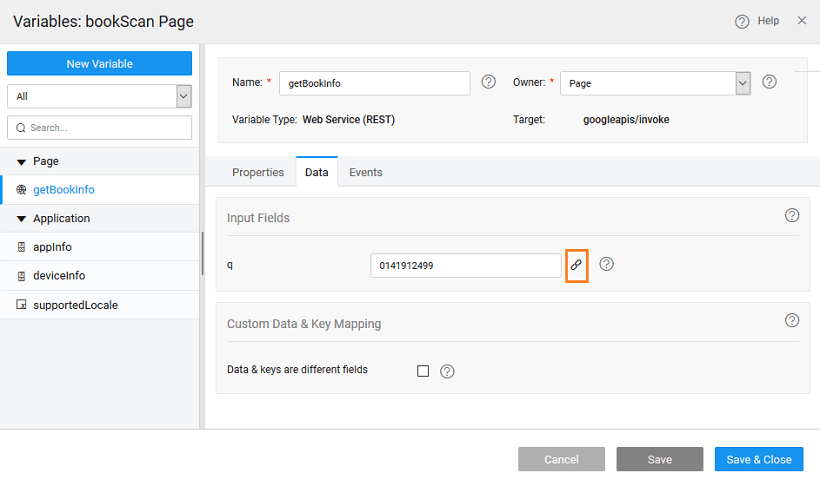 Variables: bookScan Page
? Help ×
New Variable
All
Search...
Page
getBookInfo
Application
appInfo
deviceInfo
supportedLocale
Name: * getBookInfo ? Owner: * Page ?
Variable Type: Web Service (REST) Target: googleapis/invoke
Properties Data Events
Input Fields ?
q 0141912499 ?
Custom Data & Key Mapping ?
Data & keys are different fields ?
Cancel Save Save & Close